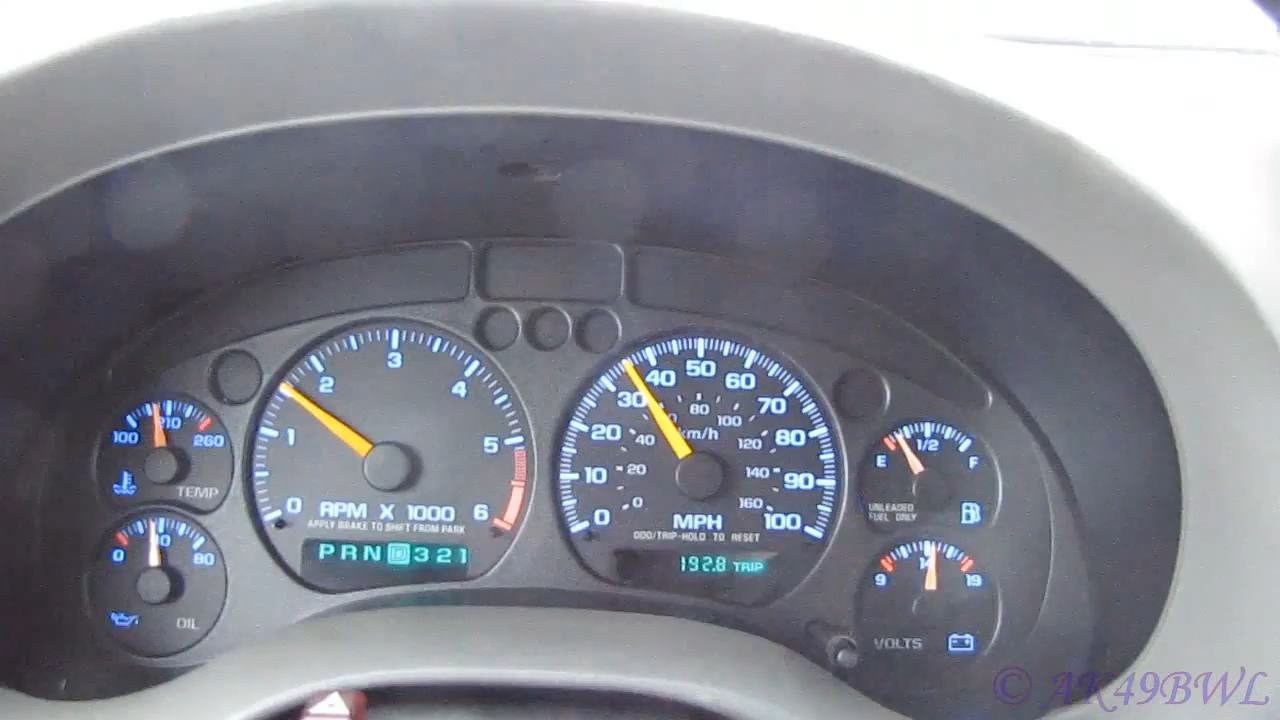 100 210 260
TEMP
0 40 80
OIL
0 1 2 3 4 5 6
RPM X 1000
APPLY BRAKE TO SHIFT FROM PARK
P R N D 3 2 1
0 10 20 30 40 50 60 70 80 90 100
0 20 40 80 100 120 140 160
km/h
MPH
ODO/TRIP-HOLD TO RESET
192.8 TRIP
E 1/2 F
UNLEADED
FUEL ONLY
9 14 19
VOLTS
© AK49BWL